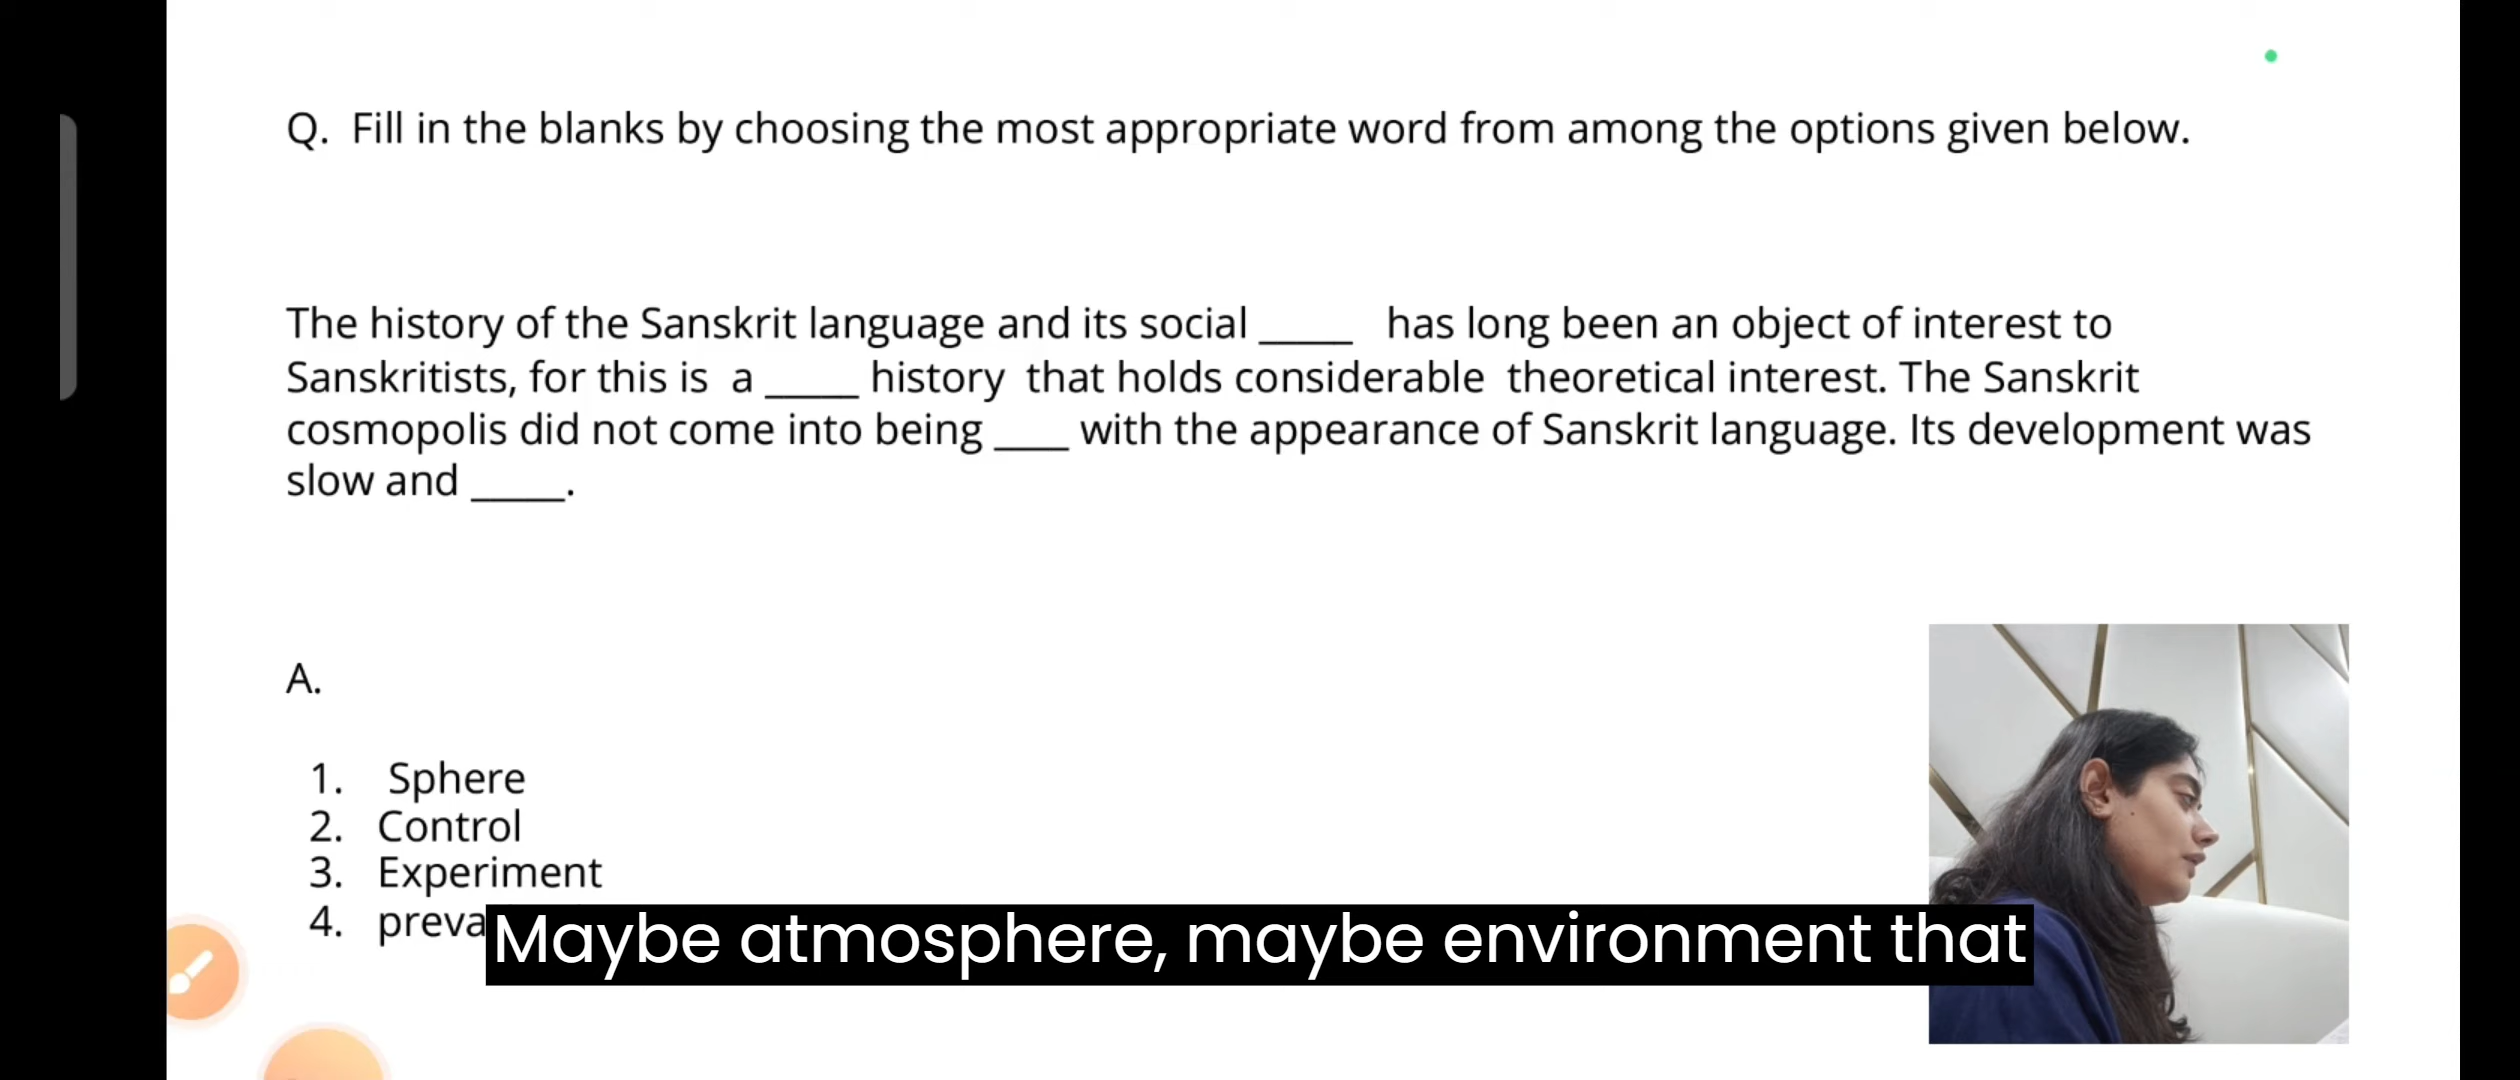 Q. Fill in the blanks by choosing the most appropriate word from among the options given below.
The history of the Sanskrit language and its social _____ has long been an object of interest to
Sanskritists, for this is a _____ history that holds considerable theoretical interest. The Sanskrit
cosmopolis did not come into being ____ with the appearance of Sanskrit language. Its development was
slow and _____.
A.
1. Sphere
2. Control
3. Experiment
4.
Maybe atmosphere, maybe environment that